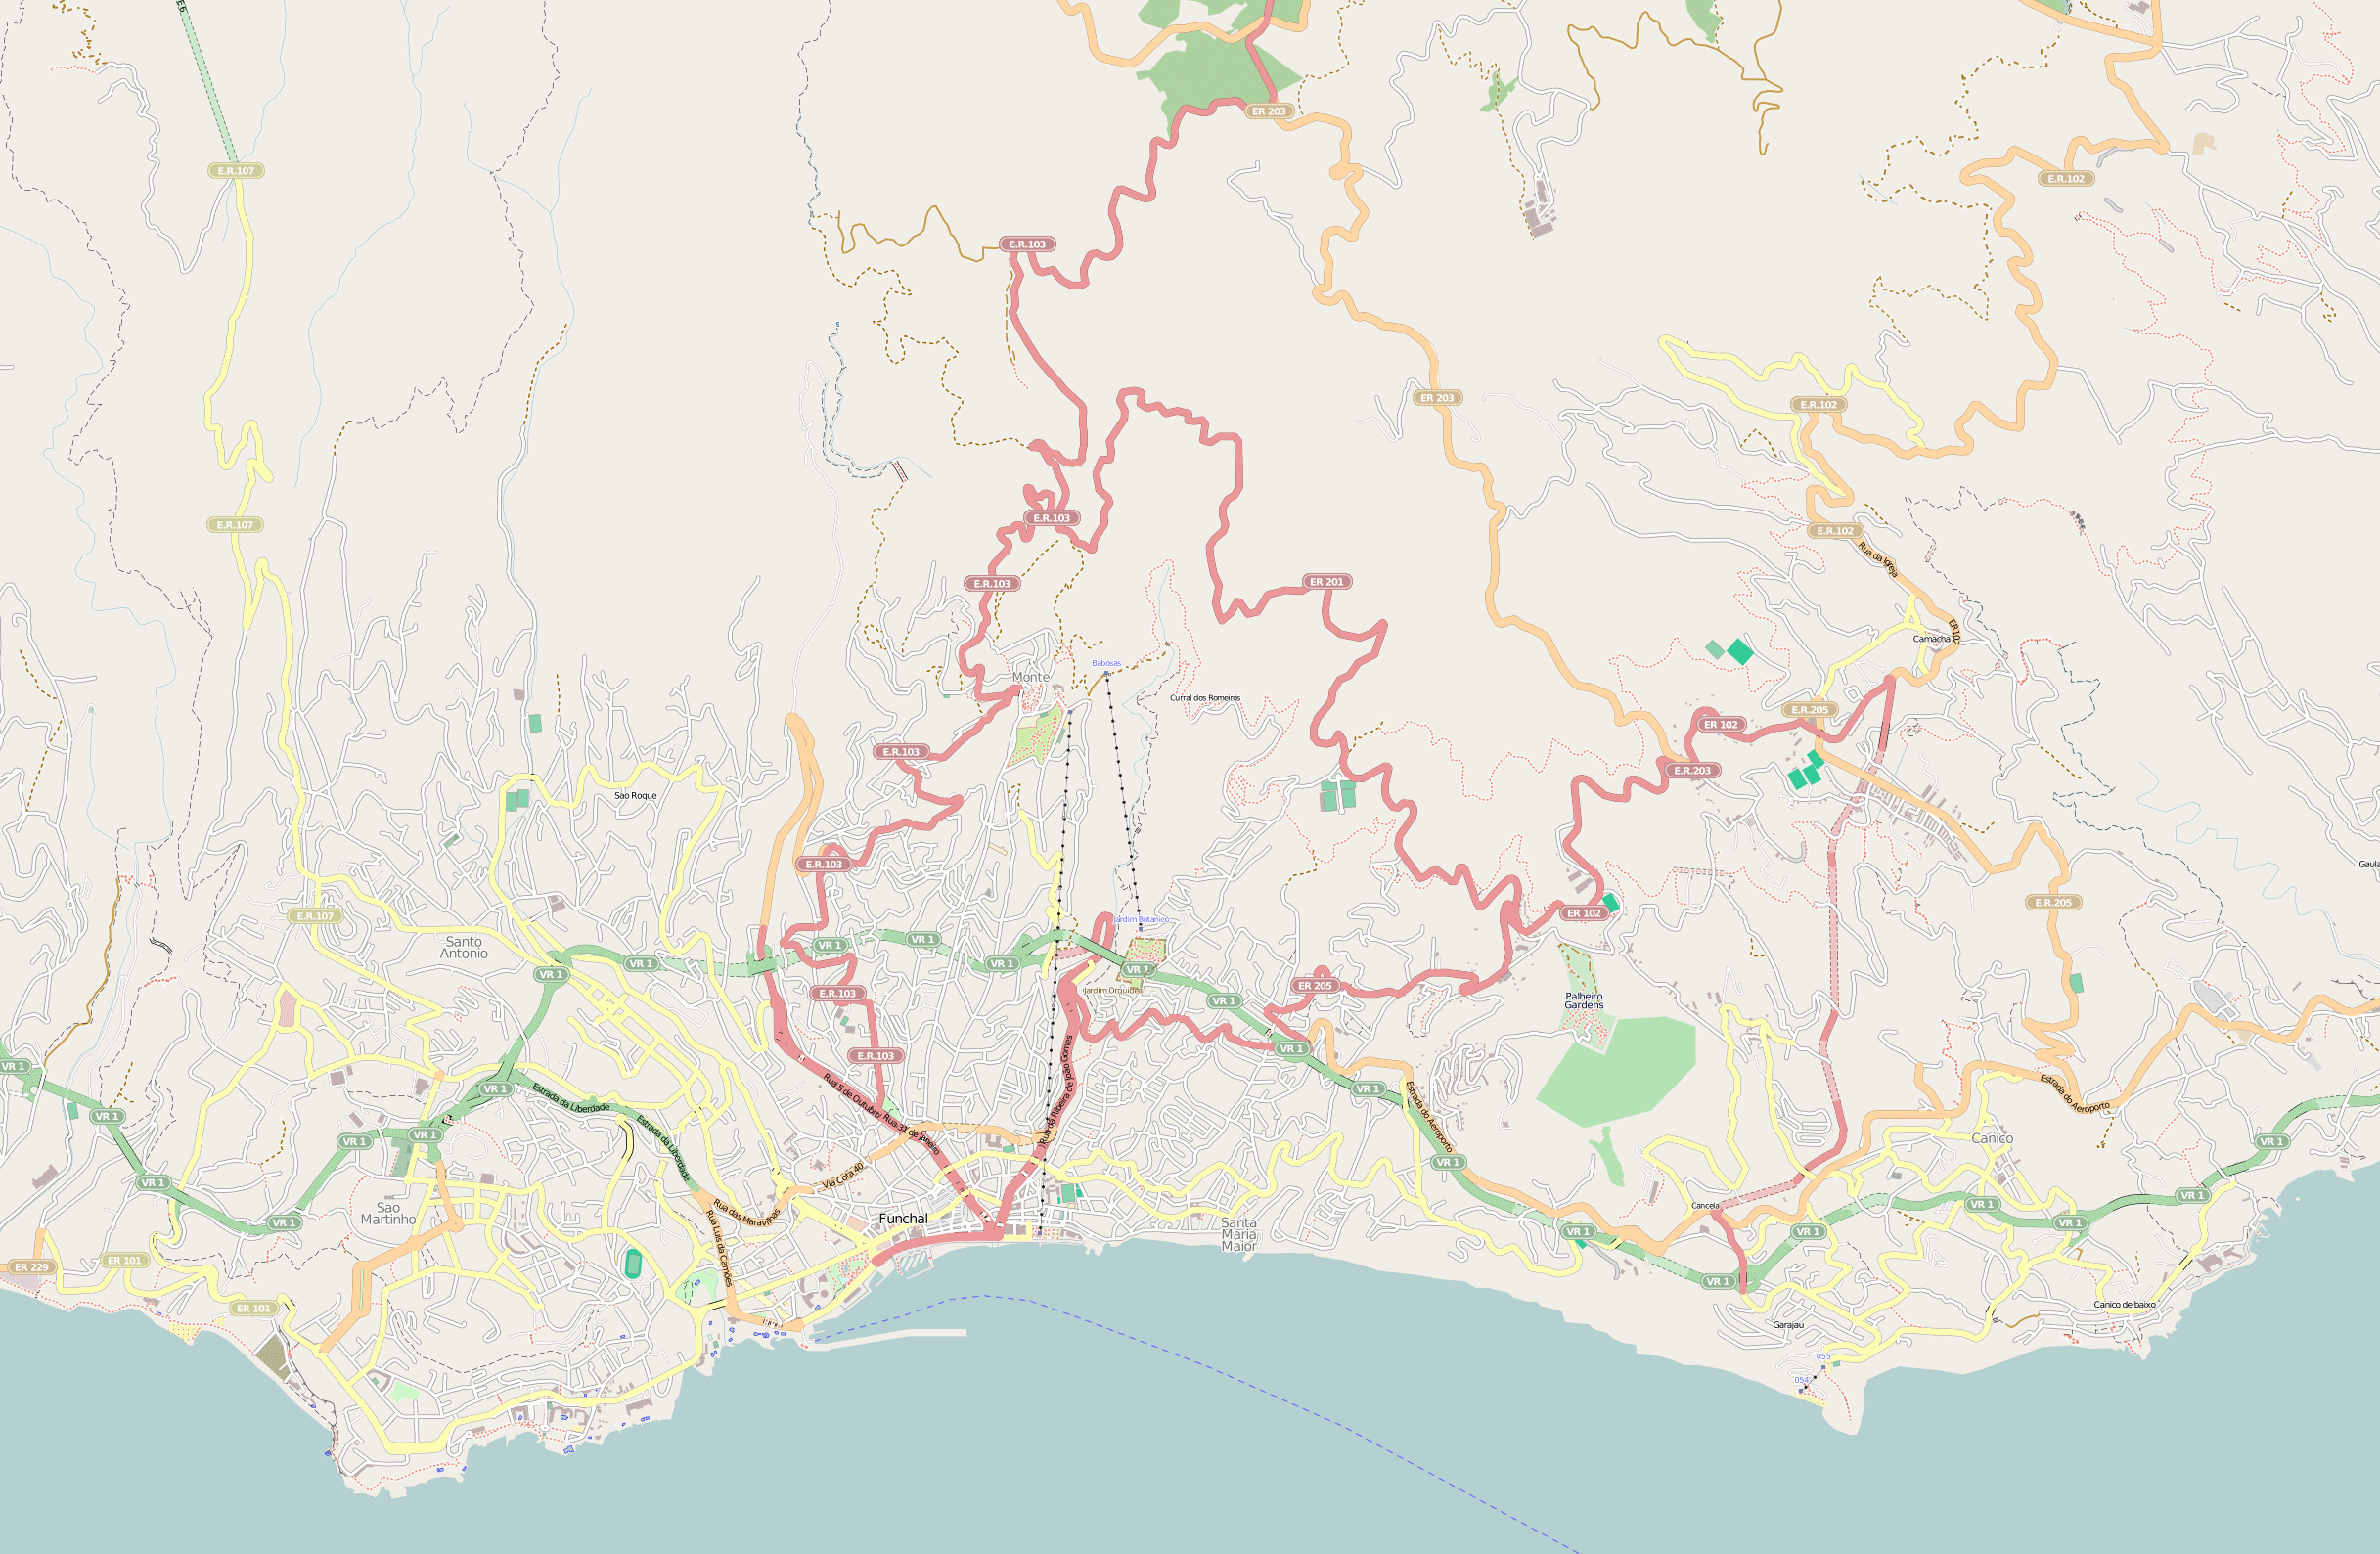 E6
ER 203
E.R.107
E.R.102
E.R.103
S
ER 203
E.R.102
E.R.103
E.R.107
E.R.102
Rua da Igreja
E.R.103
ER 201
ER102
Camacha
Babosas
Monte
Curral dos Romeiros
E.R.205
ER 102
E.R.103
E.R.203
Sao Roque
E.R.103
Gaula
E.R.205
E.R.107
ER 102
Jardim Botanico
Santo
Antonio
VR 1
VR 1
VR 1
VR 1
VR 1
VR 1
ER 205
Jardim Orquidea
E.R.103
Palheiro
Gardens
VR 1
VR 1
E.R.103
Rua da Ribeira de João Gomes
VR 1
Rua 5 de Outubro
Estrada da Liberdade
VR 1
VR 1
Estrada do Aeroporto
Estrada do Aeroporto
VR 1
Rua 31 de Janeiro
Estrada da Liberdade
VR 1
VR 1
Canico
VR 1
VR 1
VR 1
Via Cota 40
VR 1
Sao
Martinho
Rua das Maravilhas
Rua Luis da Camões
Funchal
VR 1
Santa
Maria
Maior
Cancela
VR 1
VR 1
VR 1
VR 1
ER 101
ER 229
VR 1
ER 101
Canico de baixo
Garajau
055
054